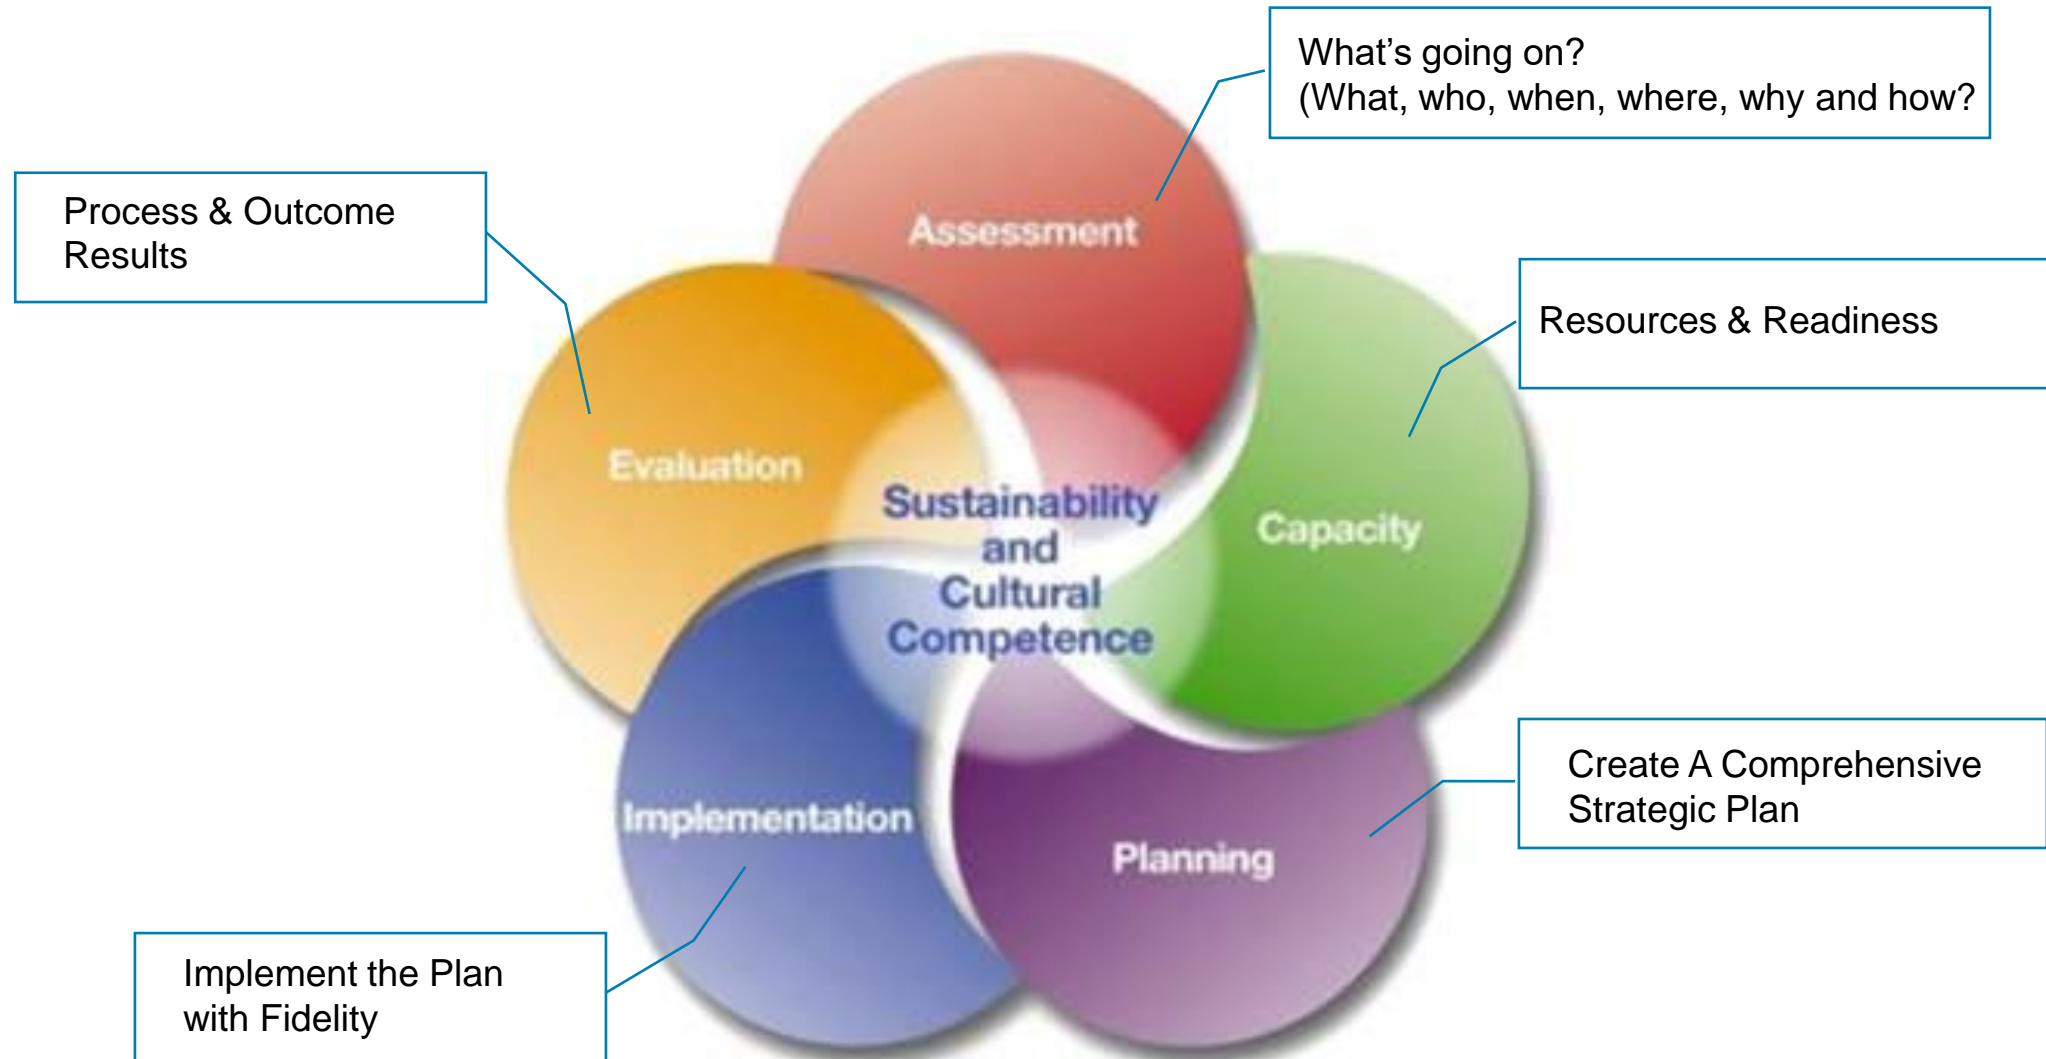 What’s going on?
(What, who, when, where, why and how?
Process & Outcome
Results
Assessment
Resources & Readiness
Evaluation
Sustainability
and
Cultural
Competence
Capacity
Create A Comprehensive
Strategic Plan
Implementation
Planning
Implement the Plan
with Fidelity